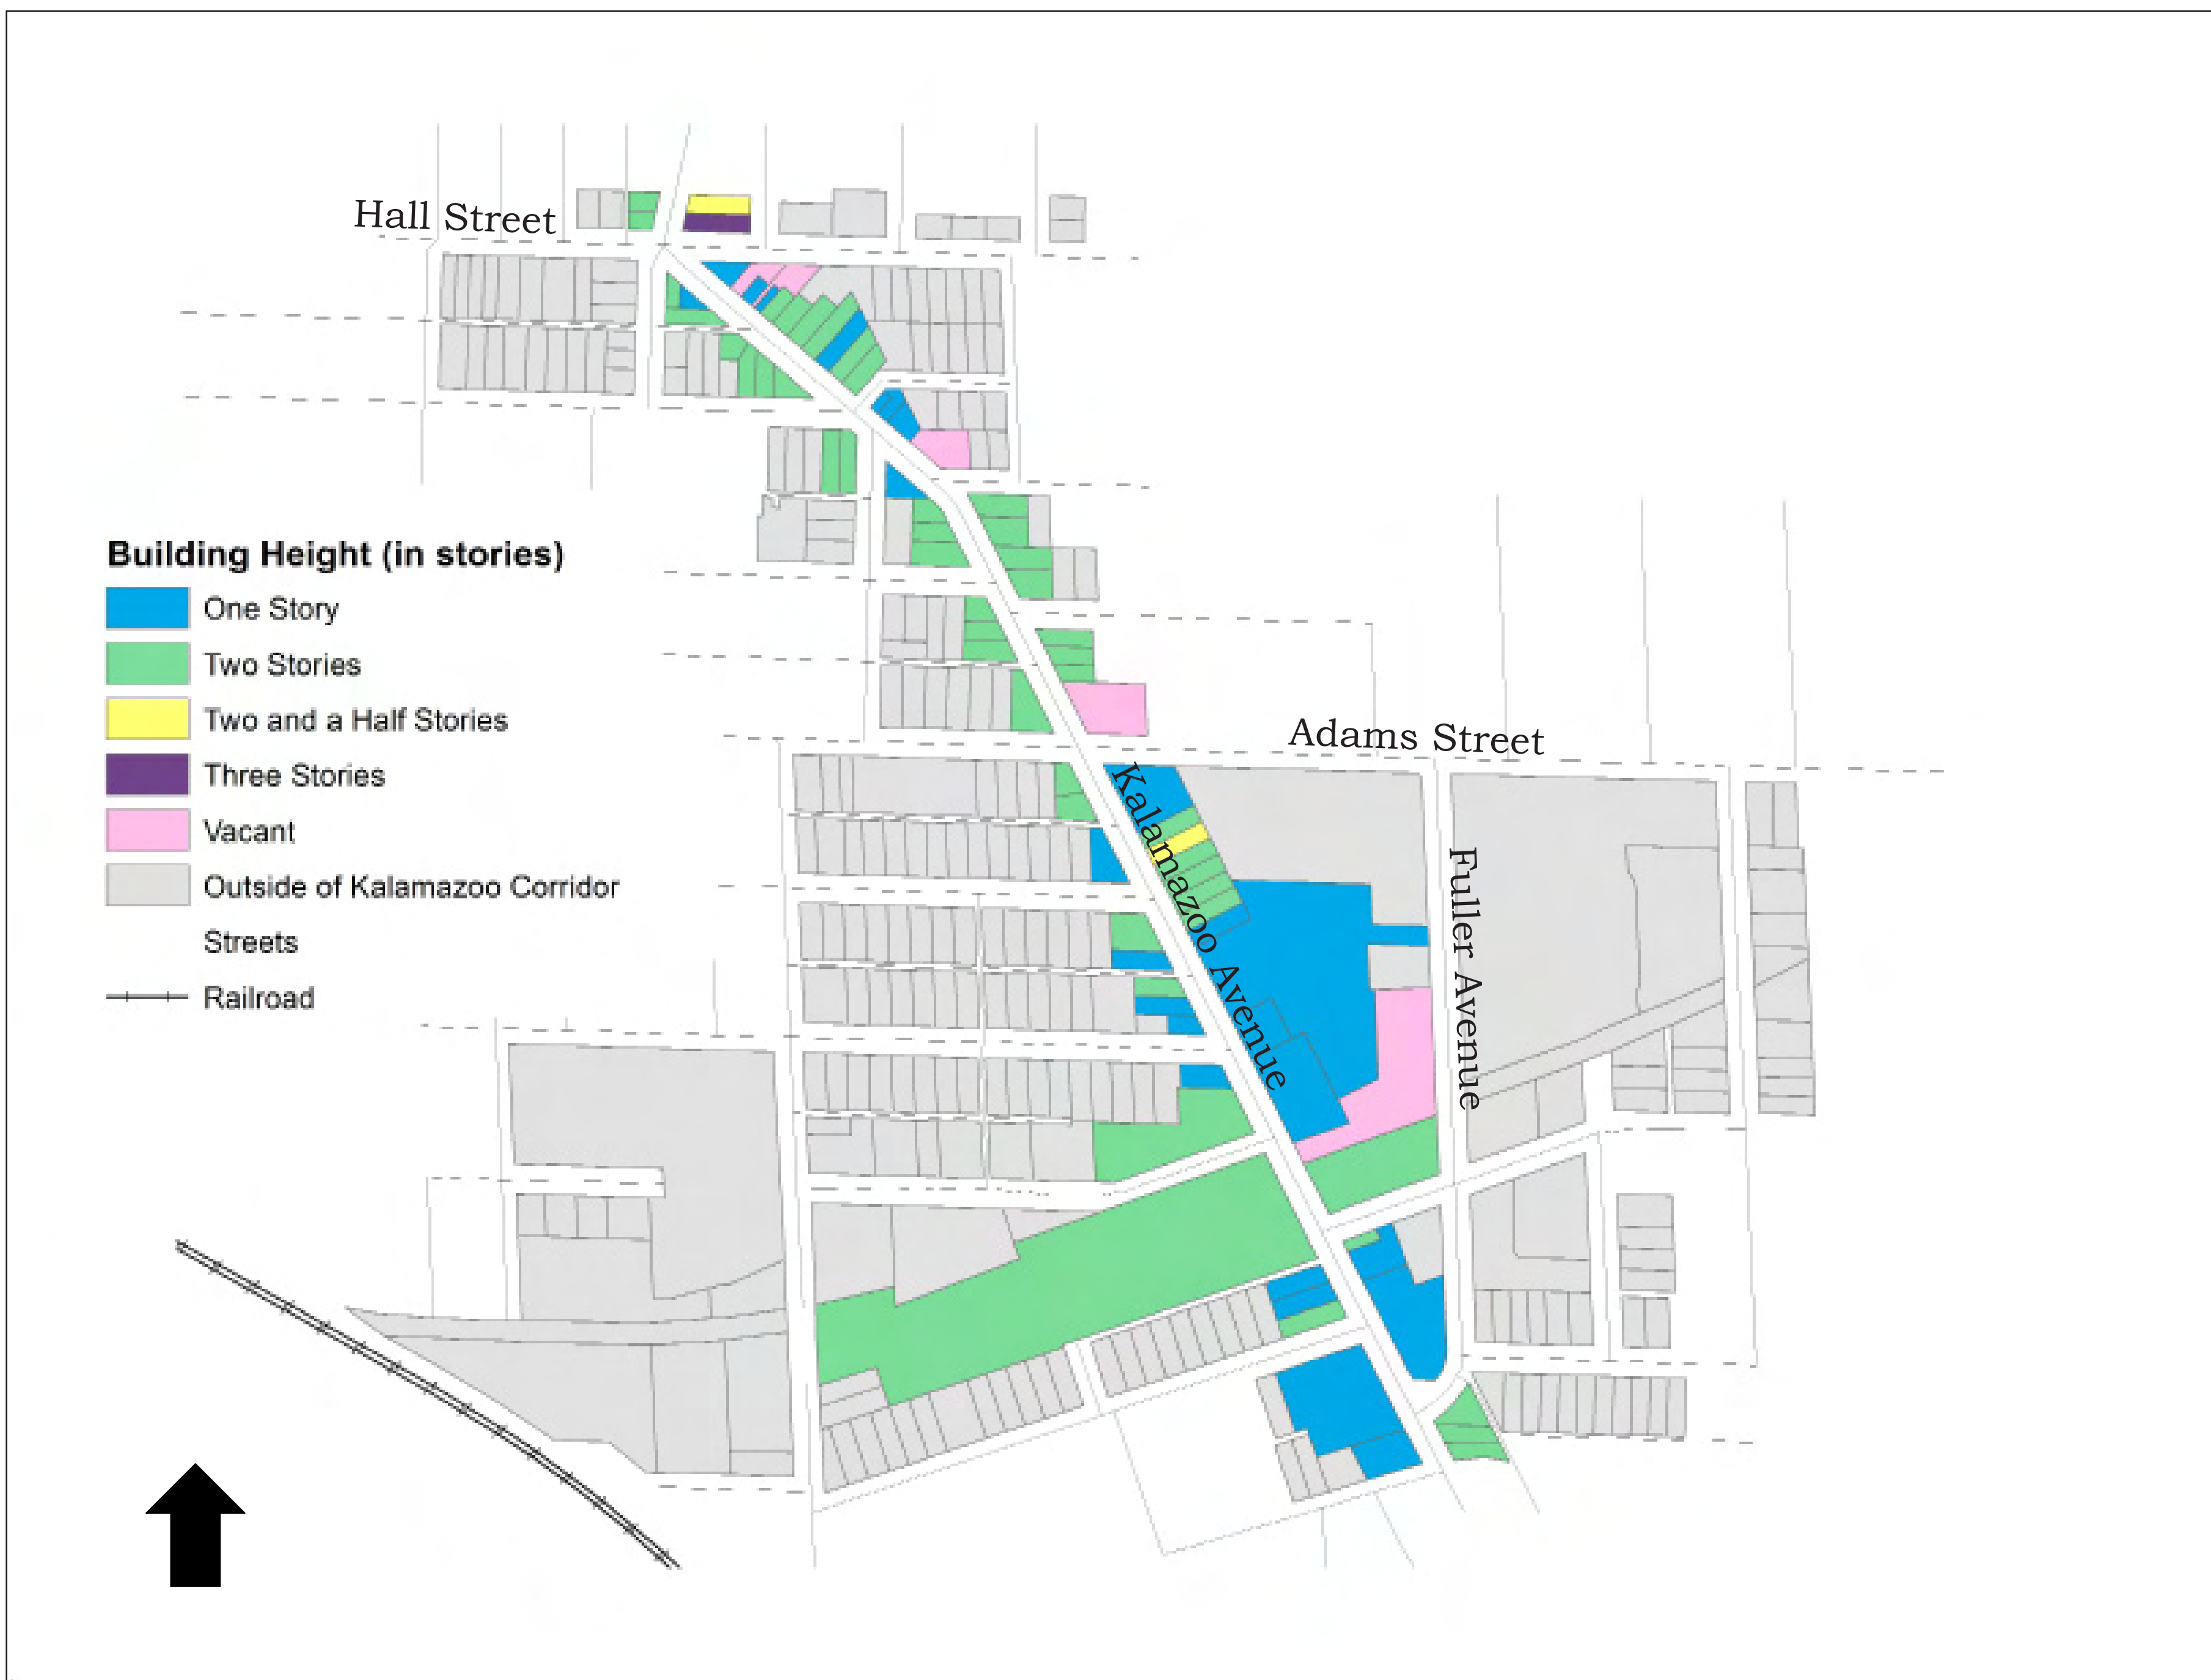 Hall Street
Building Height (in stories)
One Story
Two Stories
Two and a Half Stories
Three Stories
Vacant
Outside of Kalamazoo Corridor
Streets
Railroad
Adams Street
Kalamazoo Avenue
Fuller Avenue